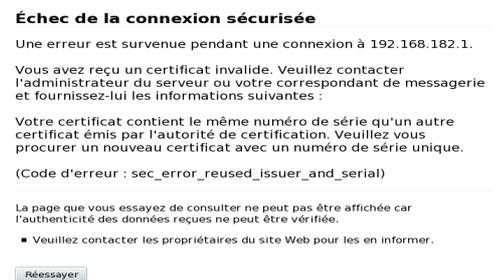 Échec de la connexion sécurisée
Une erreur est survenue pendant une connexion à 192.168.182.1.
Vous avez reçu un certificat invalide. Veuillez contacter
l'administrateur du serveur ou votre correspondant de messagerie
et fournissez-lui les informations suivantes :
Votre certificat contient le même numéro de série qu'un autre
certificat émis par l'autorité de certification. Veuillez vous
procurer un nouveau certificat avec un numéro de série unique.
(Code d'erreur : sec_error_reused_issuer_and_serial)
La page que vous essayez de consulter ne peut pas être affichée car
l'authenticité des données reçues ne peut être vérifiée.
▪ Veuillez contacter les propriétaires du site Web pour les en informer.
Réessayer